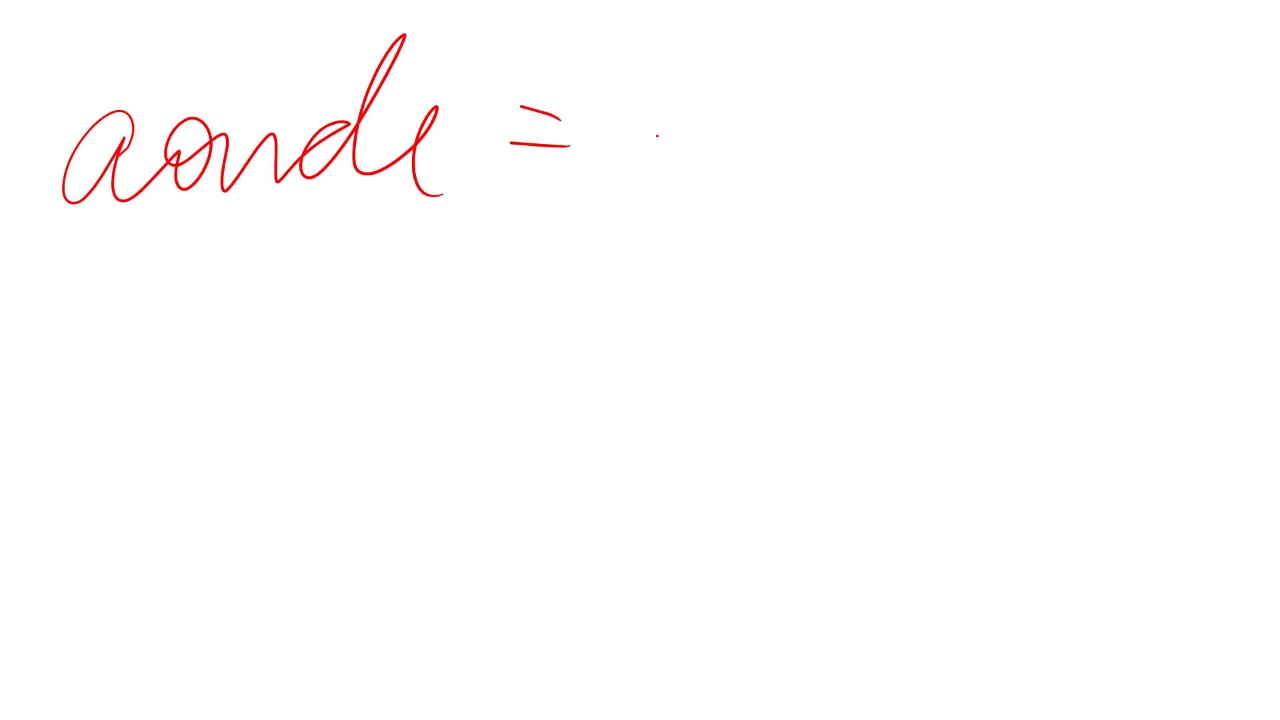 aonde =